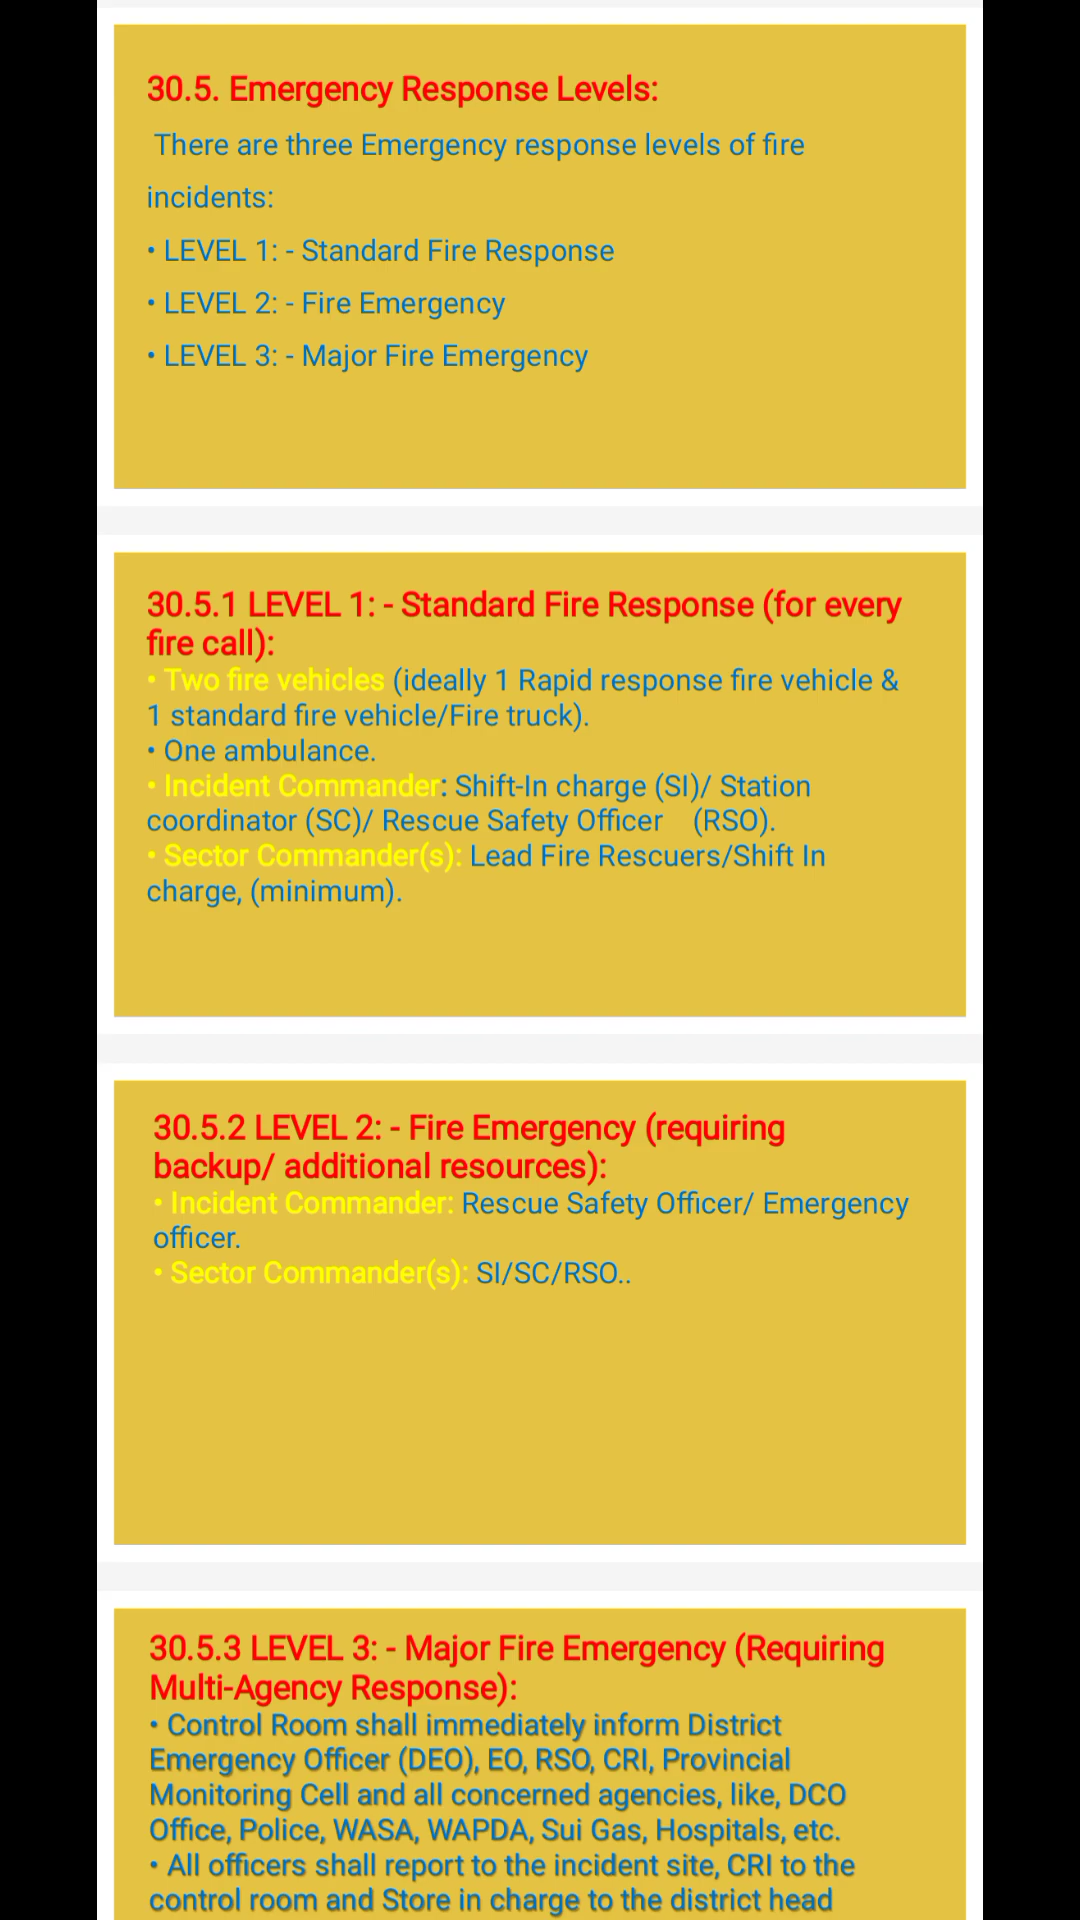 30.5. Emergency Response Levels:
There are three Emergency response levels of fire
incidents:
• LEVEL 1: - Standard Fire Response
• LEVEL 2: - Fire Emergency
• LEVEL 3: - Major Fire Emergency
30.5.1 LEVEL 1: - Standard Fire Response (for every
fire call):
• Two fire vehicles (ideally 1 Rapid response fire vehicle &
1 standard fire vehicle/Fire truck).
• One ambulance.
• Incident Commander: Shift-In charge (SI)/ Station
coordinator (SC)/ Rescue Safety Officer (RSO).
• Sector Commander(s): Lead Fire Rescuers/Shift In
charge, (minimum).
30.5.2 LEVEL 2: - Fire Emergency (requiring
backup/ additional resources):
• Incident Commander: Rescue Safety Officer/ Emergency
officer.
• Sector Commander(s): SI/SC/RSO..
30.5.3 LEVEL 3: - Major Fire Emergency (Requiring
Multi-Agency Response):
• Control Room shall immediately inform District
Emergency Officer (DEO), EO, RSO, CRI, Provincial
Monitoring Cell and all concerned agencies, like, DCO
Office, Police, WASA, WAPDA, Sui Gas, Hospitals, etc.
• All officers shall report to the incident site, CRI to the
control room and Store in charge to the district head